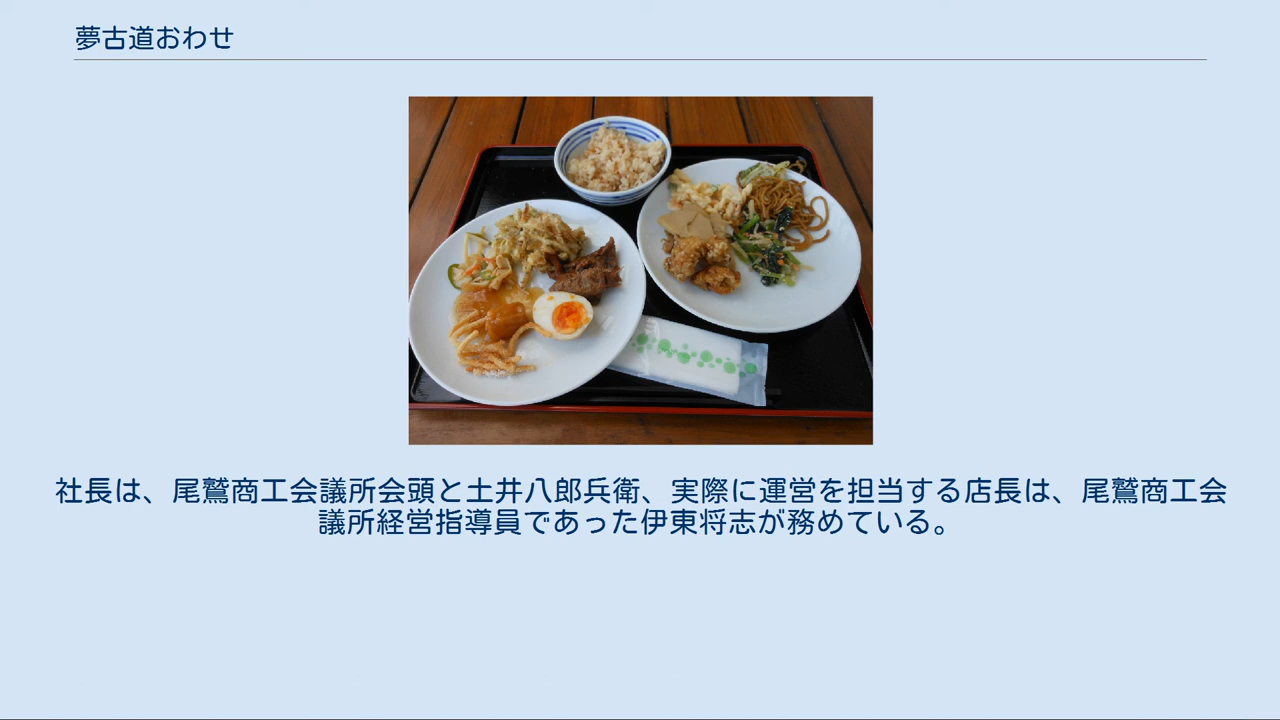 夢古道おわせ
社長は、尾鷲商工会議所会頭と土井八郎兵衛、実際に運営を担当する店長は、尾鷲商工会
議所経営指導員であった伊東将志が務めている。